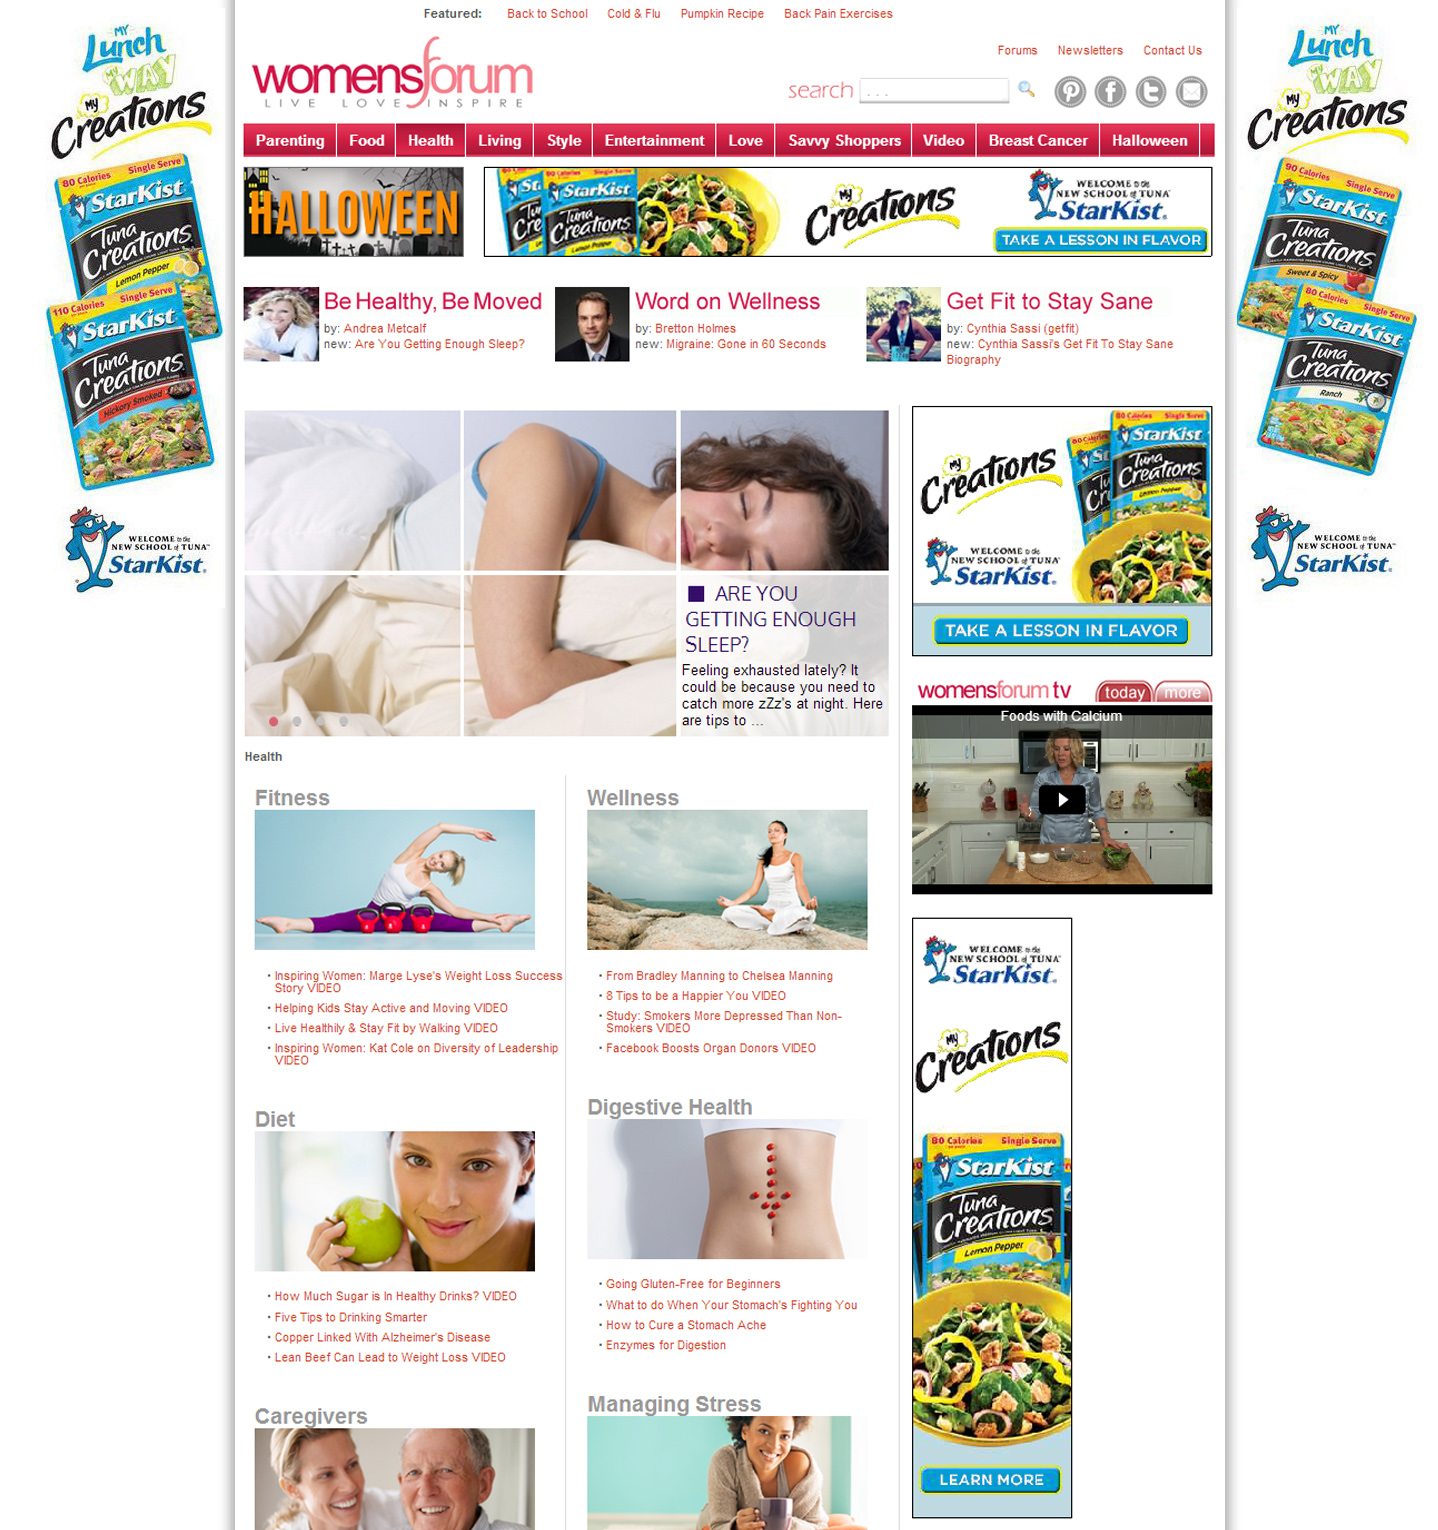 Featured: Back to School Cold & Flu Pumpkin Recipe Back Pain Exercises
MY
Lunch
MY
WAY
MY
Creations
80 Calories Single Serve
StarKist
Tuna
Creations
Lemon Pepper
110 Calories Single Serve
StarKist
Tuna
Creations
Hickory Smoked
WELCOME to the
NEW SCHOOL of TUNA™
StarKist®
womensforum
LIVE LOVE INSPIRE
Forums Newsletters Contact Us
search ...
Parenting Food Health Living Style Entertainment Love Savvy Shoppers Video Breast Cancer Halloween
HALLOWEEN
Tuna
Creations
Lemon Pepper
MY
Creations
WELCOME to the
NEW SCHOOL of TUNA™
StarKist®
TAKE A LESSON IN FLAVOR
MY
Lunch
MY
WAY
MY
Creations
90 Calories Single Serve
StarKist
Tuna
Creations
Sweet & Spicy
80 Calories Single Serve
StarKist
Tuna
Creations
Ranch
WELCOME to the
NEW SCHOOL of TUNA™
StarKist®
Be Healthy, Be Moved
by: Andrea Metcalf
new: Are You Getting Enough Sleep?
Word on Wellness
by: Bretton Holmes
new: Migraine: Gone in 60 Seconds
Get Fit to Stay Sane
by: Cynthia Sassi (getfit)
new: Cynthia Sassi's Get Fit To Stay Sane
Biography
ARE YOU
GETTING ENOUGH
SLEEP?
Feeling exhausted lately? It
could be because you need to
catch more zZz's at night. Here
are tips to ...
MY
Creations
80 Calories Single Serve
StarKist
Tuna
Creations
Lemon Pepper
WELCOME to the
NEW SCHOOL of TUNA™
StarKist®
TAKE A LESSON IN FLAVOR
womensforum tv today more
Foods with Calcium
Health
Fitness
• Inspiring Women: Marge Lyse's Weight Loss Success
Story VIDEO
• Helping Kids Stay Active and Moving VIDEO
• Live Healthily & Stay Fit by Walking VIDEO
• Inspiring Women: Kat Cole on Diversity of Leadership
VIDEO
Wellness
• From Bradley Manning to Chelsea Manning
• 8 Tips to be a Happier You VIDEO
• Study: Smokers More Depressed Than Non-
Smokers VIDEO
• Facebook Boosts Organ Donors VIDEO
Diet
• How Much Sugar is In Healthy Drinks? VIDEO
• Five Tips to Drinking Smarter
• Copper Linked With Alzheimer's Disease
• Lean Beef Can Lead to Weight Loss VIDEO
Digestive Health
• Going Gluten-Free for Beginners
• What to do When Your Stomach's Fighting You
• How to Cure a Stomach Ache
• Enzymes for Digestion
Caregivers
Managing Stress
WELCOME to the
NEW SCHOOL of TUNA™
StarKist®
MY
Creations
80 Calories Single Serve
StarKist
Tuna
Creations
Lemon Pepper
LEARN MORE